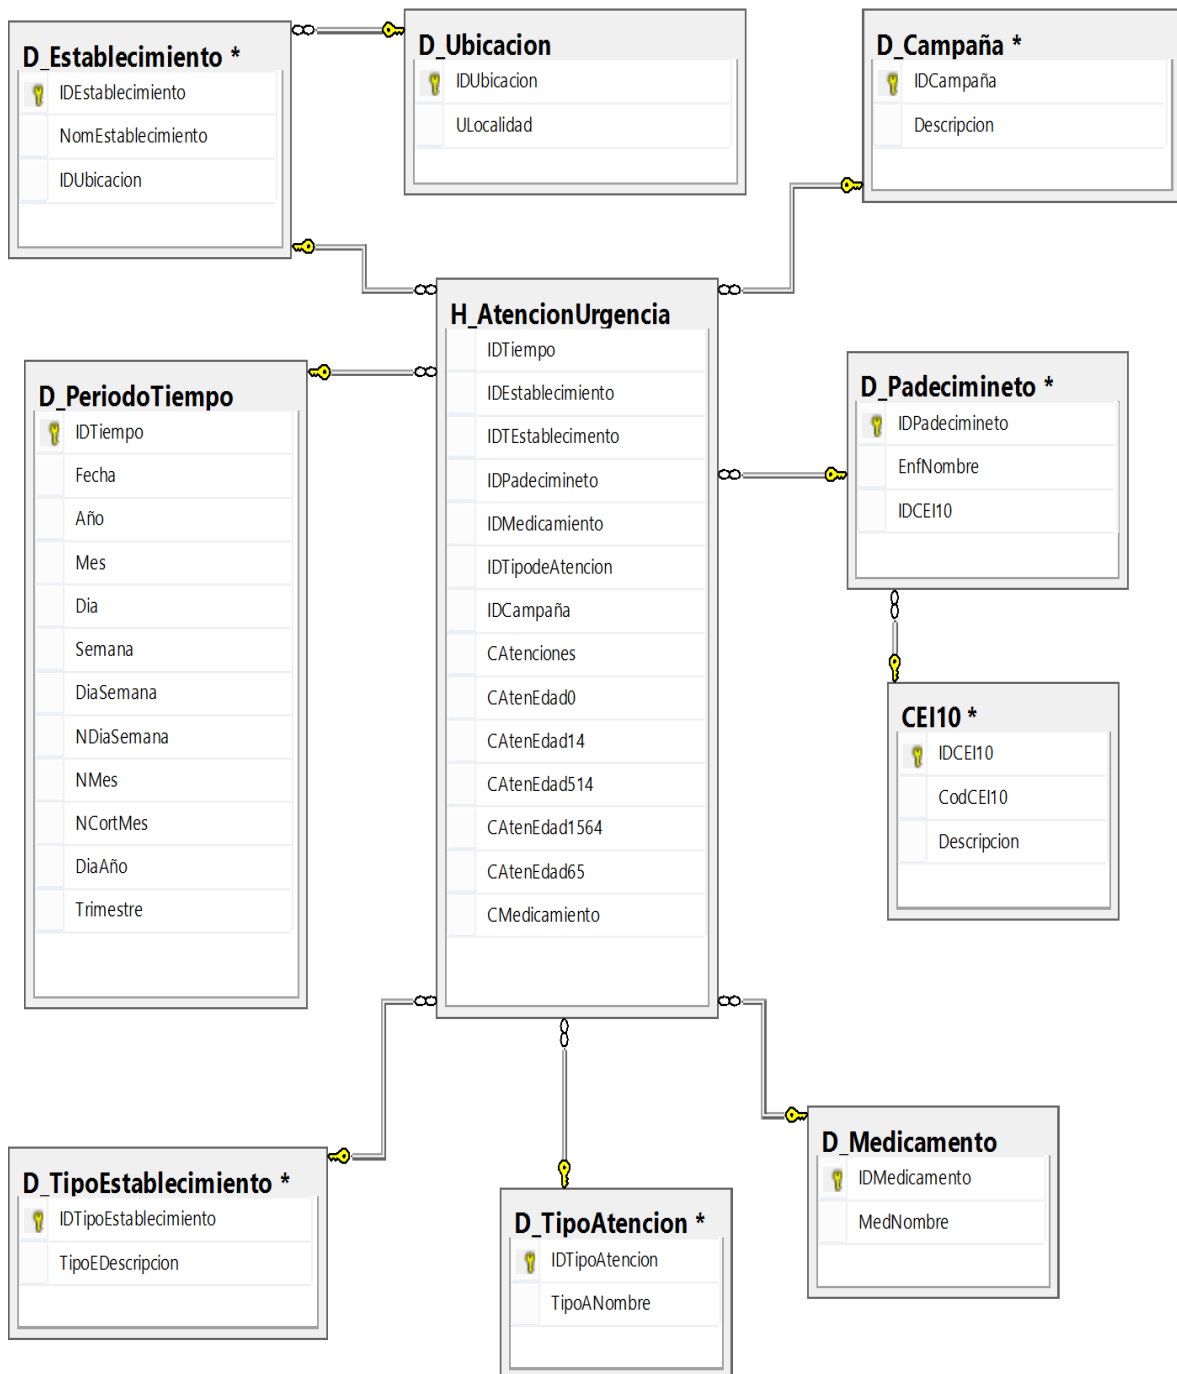 D_Establecimiento *
IDEstablecimiento
NomEstablecimiento
IDUbicacion
D_Ubicacion
IDUbicacion
ULocalidad
D_Campaña *
IDCampaña
Descripcion
H_AtencionUrgencia
IDTiempo
IDEstablecimiento
IDTEstablecimento
IDPadecimineto
IDMedicamiento
IDTipodeAtencion
IDCampaña
CAtenciones
CAtenEdad0
CAtenEdad14
CAtenEdad514
CAtenEdad1564
CAtenEdad65
CMedicamiento
D_PeriodoTiempo
IDTiempo
Fecha
Año
Mes
Dia
Semana
DiaSemana
NDiaSemana
NMes
NCortMes
DiaAño
Trimestre
D_Padecimineto *
IDPadecimineto
EnfNombre
IDCEI10
CEI10 *
IDCEI10
CodCEI10
Descripcion
D_TipoEstablecimiento *
IDTipoEstablecimiento
TipoEDescripcion
D_TipoAtencion *
IDTipoAtencion
TipoANombre
D_Medicamento
IDMedicamento
MedNombre